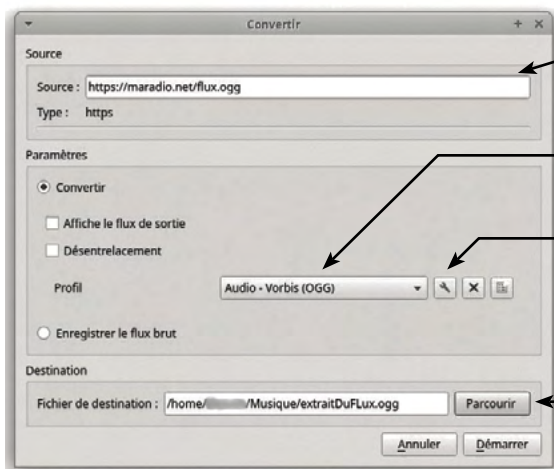 Convertir
Source
Source : https://maradio.net/flux.ogg
Type : https
Paramètres
Convertir
Affiche le flux de sortie
Désentrelacement
Profil Audio - Vorbis (OGG)
Enregistrer le flux brut
Destination
Fichier de destination : /home/ /Musique/extraitDuFLux.ogg Parcourir
Annuler Démarrer